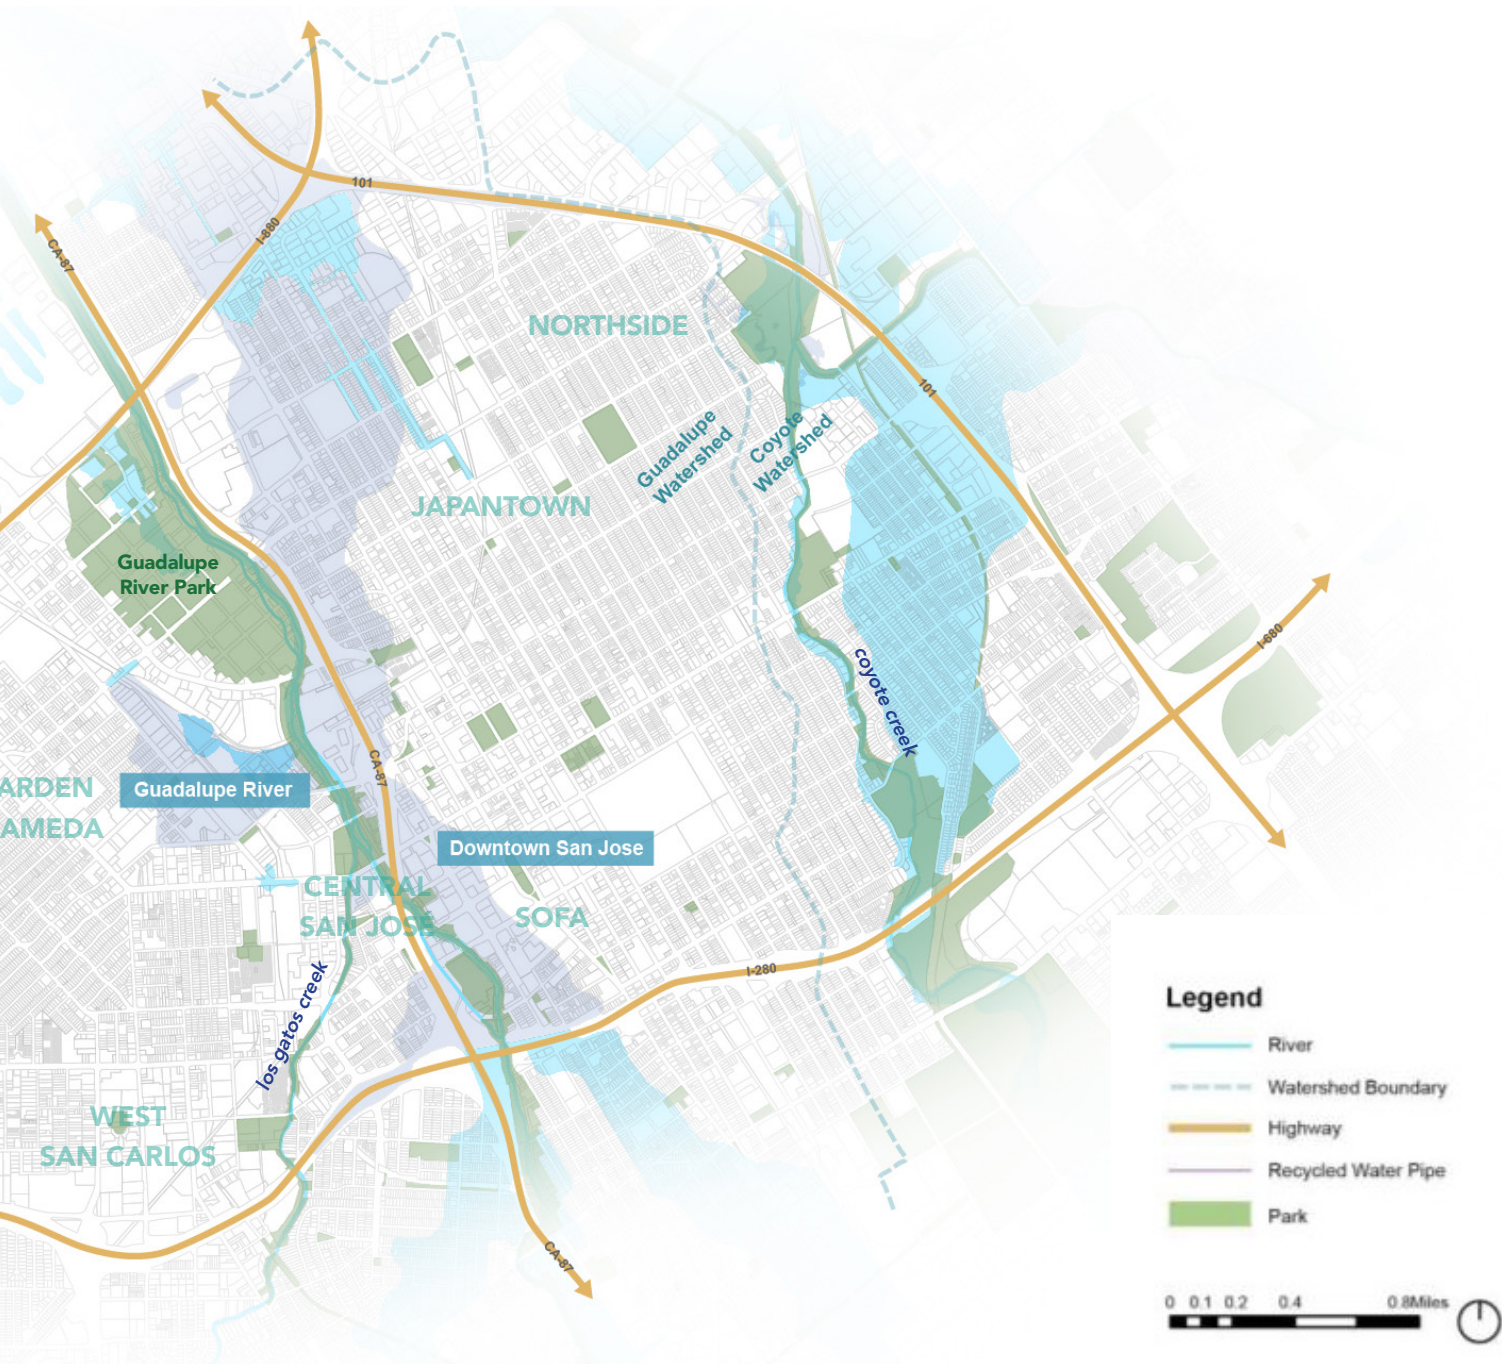 101
I-880
CA-87
NORTHSIDE
101
Guadalupe
Watershed
Coyote
Watershed
JAPANTOWN
Guadalupe
River Park
I-680
coyote creek
CA-87
ARDEN
AMEDA
Guadalupe River
Downtown San Jose
CENTRAL
SAN JOSE
SOFA
I-280
los gatos creek
WEST
SAN CARLOS
CA-87
Legend
River
Watershed Boundary
Highway
Recycled Water Pipe
Park
0 0.1 0.2 0.4 0.8Miles